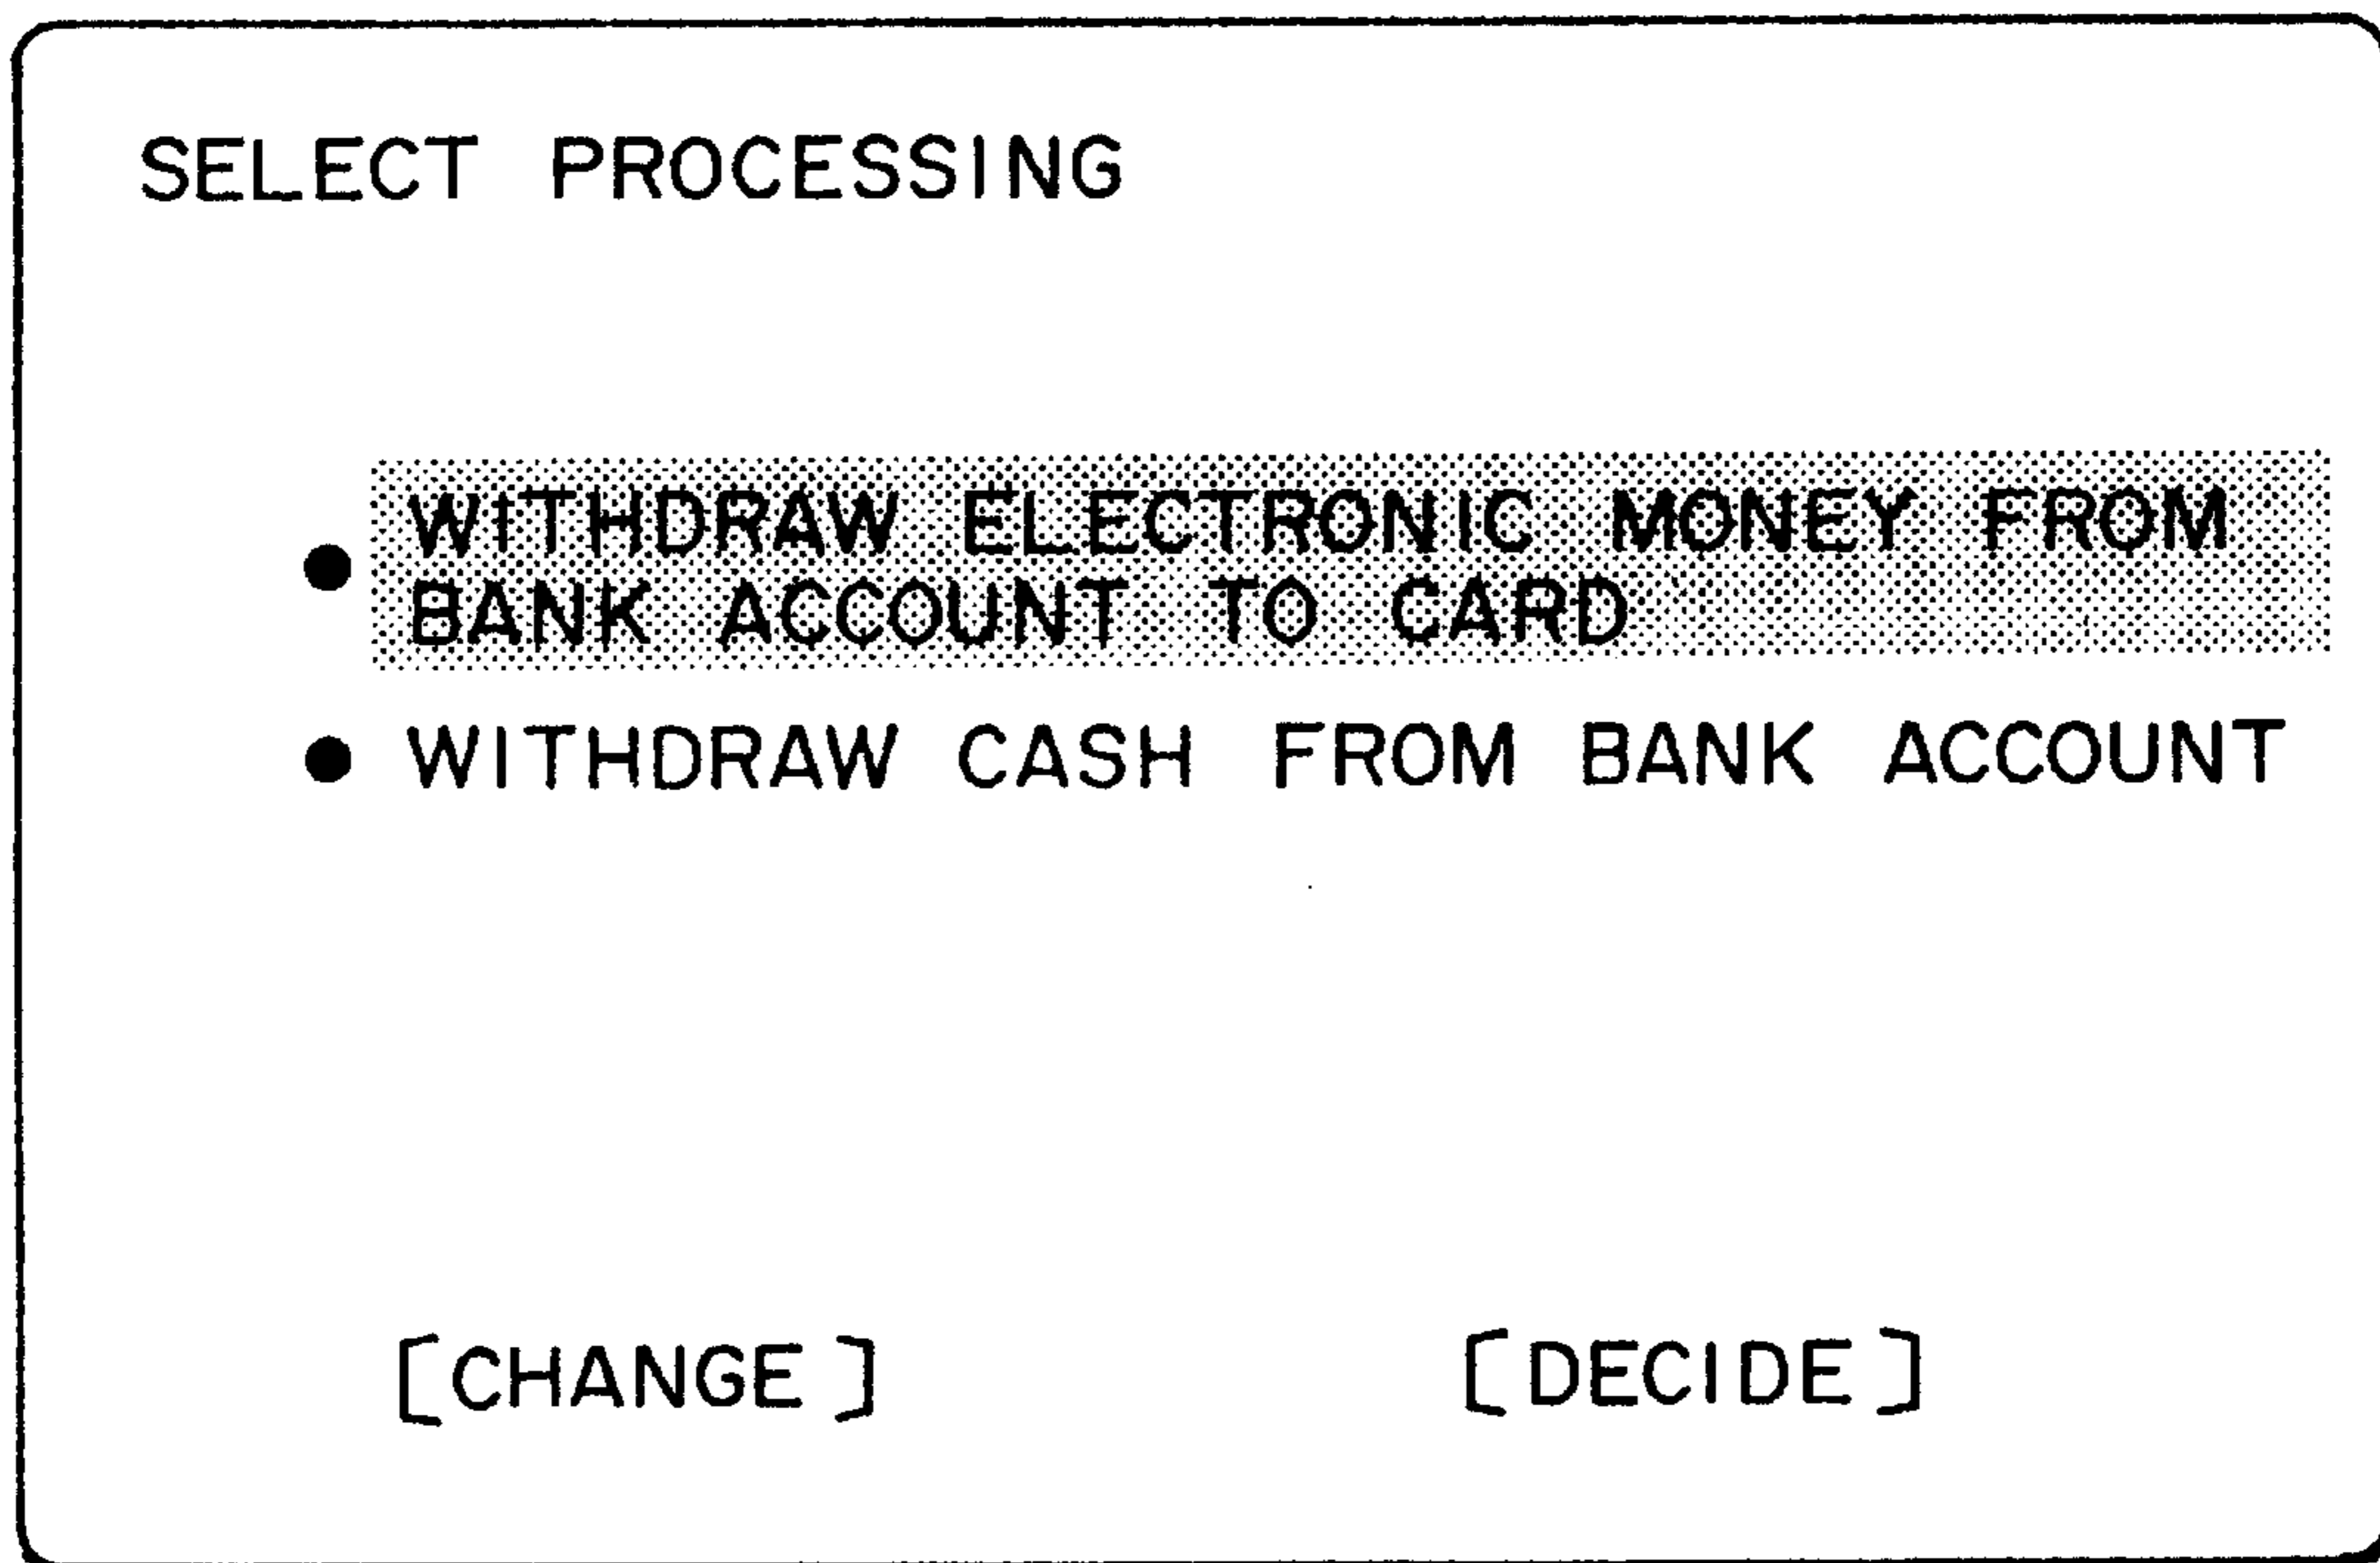 SELECT PROCESSING
● WITHDRAW ELECTRONIC MONEY FROM
BANK ACCOUNT TO CARD
● WITHDRAW CASH FROM BANK ACCOUNT
[CHANGE] [DECIDE]